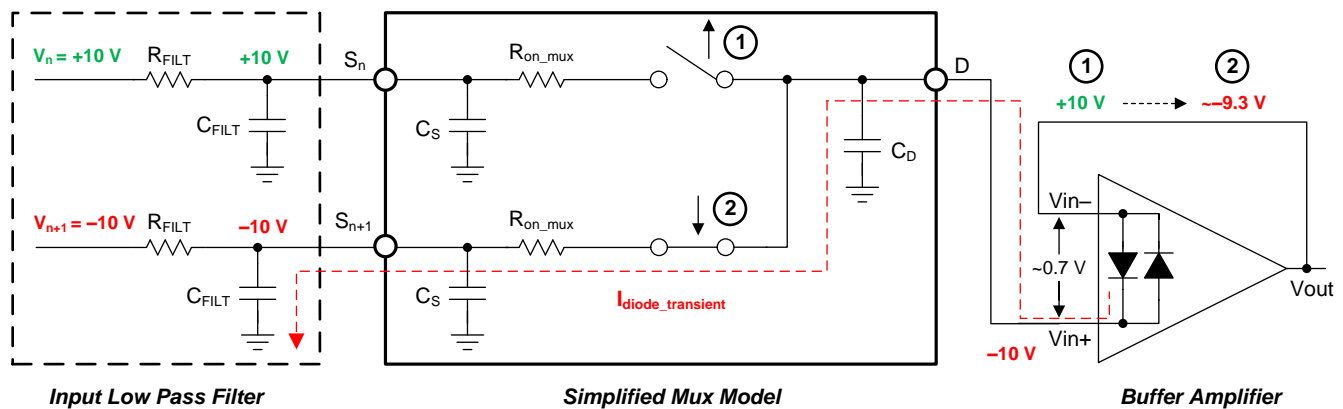 Vn = +10 V
RFILT
+10 V
CFILT
Sn
CS
Ron_mux
1
D
CD
1
2
+10 V
~–9.3 V
Vn+1 = –10 V
RFILT
–10 V
CFILT
Sn+1
CS
Ron_mux
2
Idiode_transient
Vin–
~0.7 V
Vin+
–10 V
Vout
Input Low Pass Filter
Simplified Mux Model
Buffer Amplifier